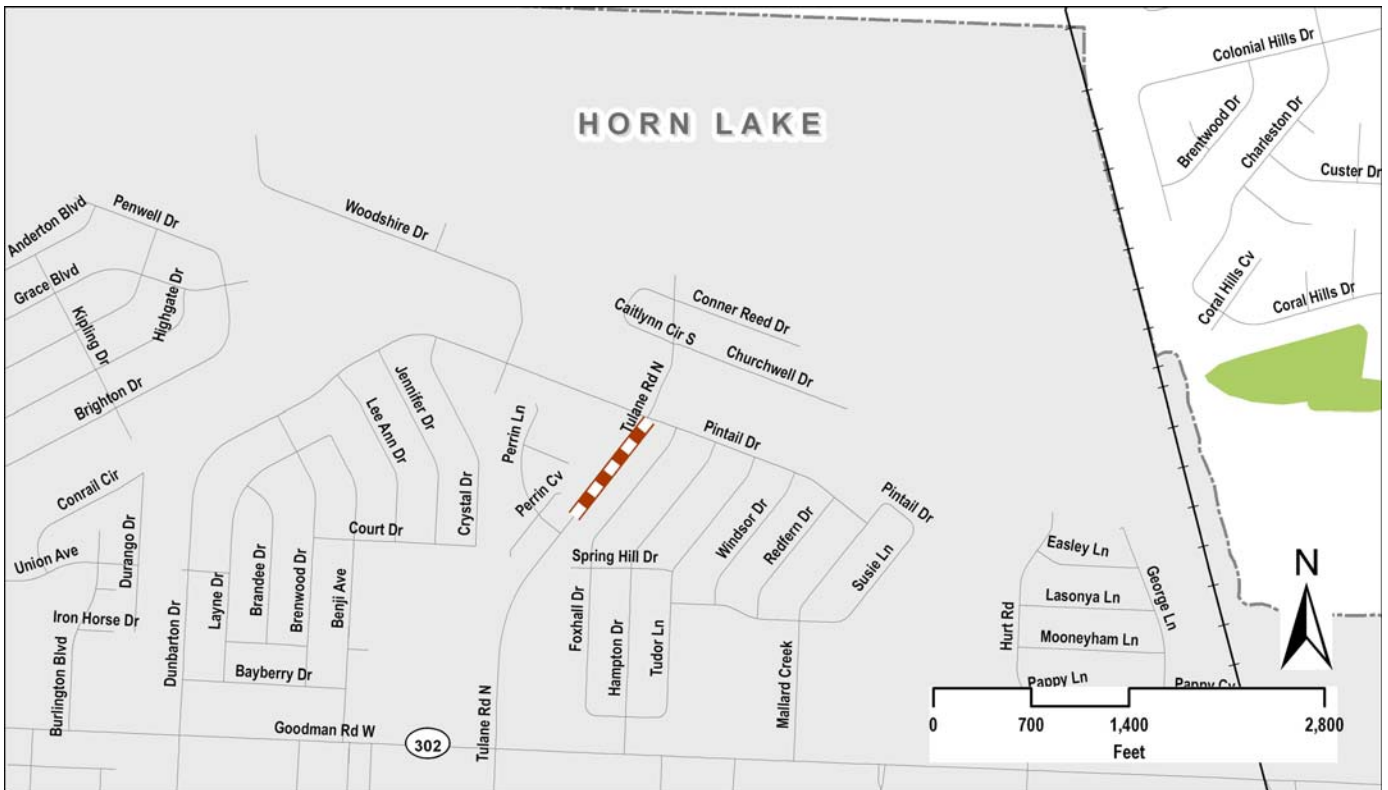 Colonial Hills Dr
HORN LAKE
Brentwood Dr
Charleston Dr
Custer Dr
Anderton Blvd
Penwell Dr
Woodshire Dr
Grace Blvd
Highgate Dr
Kipling Dr
Coral Hills Cv
Coral Hills Dr
Conner Reed Dr
Caitlynn Cir S
Churchwell Dr
Brighton Dr
Jennifer Dr
Lee Ann Dr
Tulane Rd N
Perrin Ln
Pintail Dr
Conrail Cir
Crystal Dr
Perrin Cv
Pintail Dr
Court Dr
Windsor Dr
Redfern Dr
Union Ave
Durango Dr
Spring Hill Dr
Susie Ln
Easley Ln
N
George Ln
Layne Dr
Brandee Dr
Brenwood Dr
Benji Ave
Lasonya Ln
Iron Horse Dr
Foxhall Dr
Hurt Rd
Mooneyham Ln
Dunbarton Dr
Hampton Dr
Tudor Ln
Burlington Blvd
Bayberry Dr
Mallard Creek
Pappy Ln
Pappy Cv
Tulane Rd N
Goodman Rd W
302
0 700 1,400 2,800
Feet